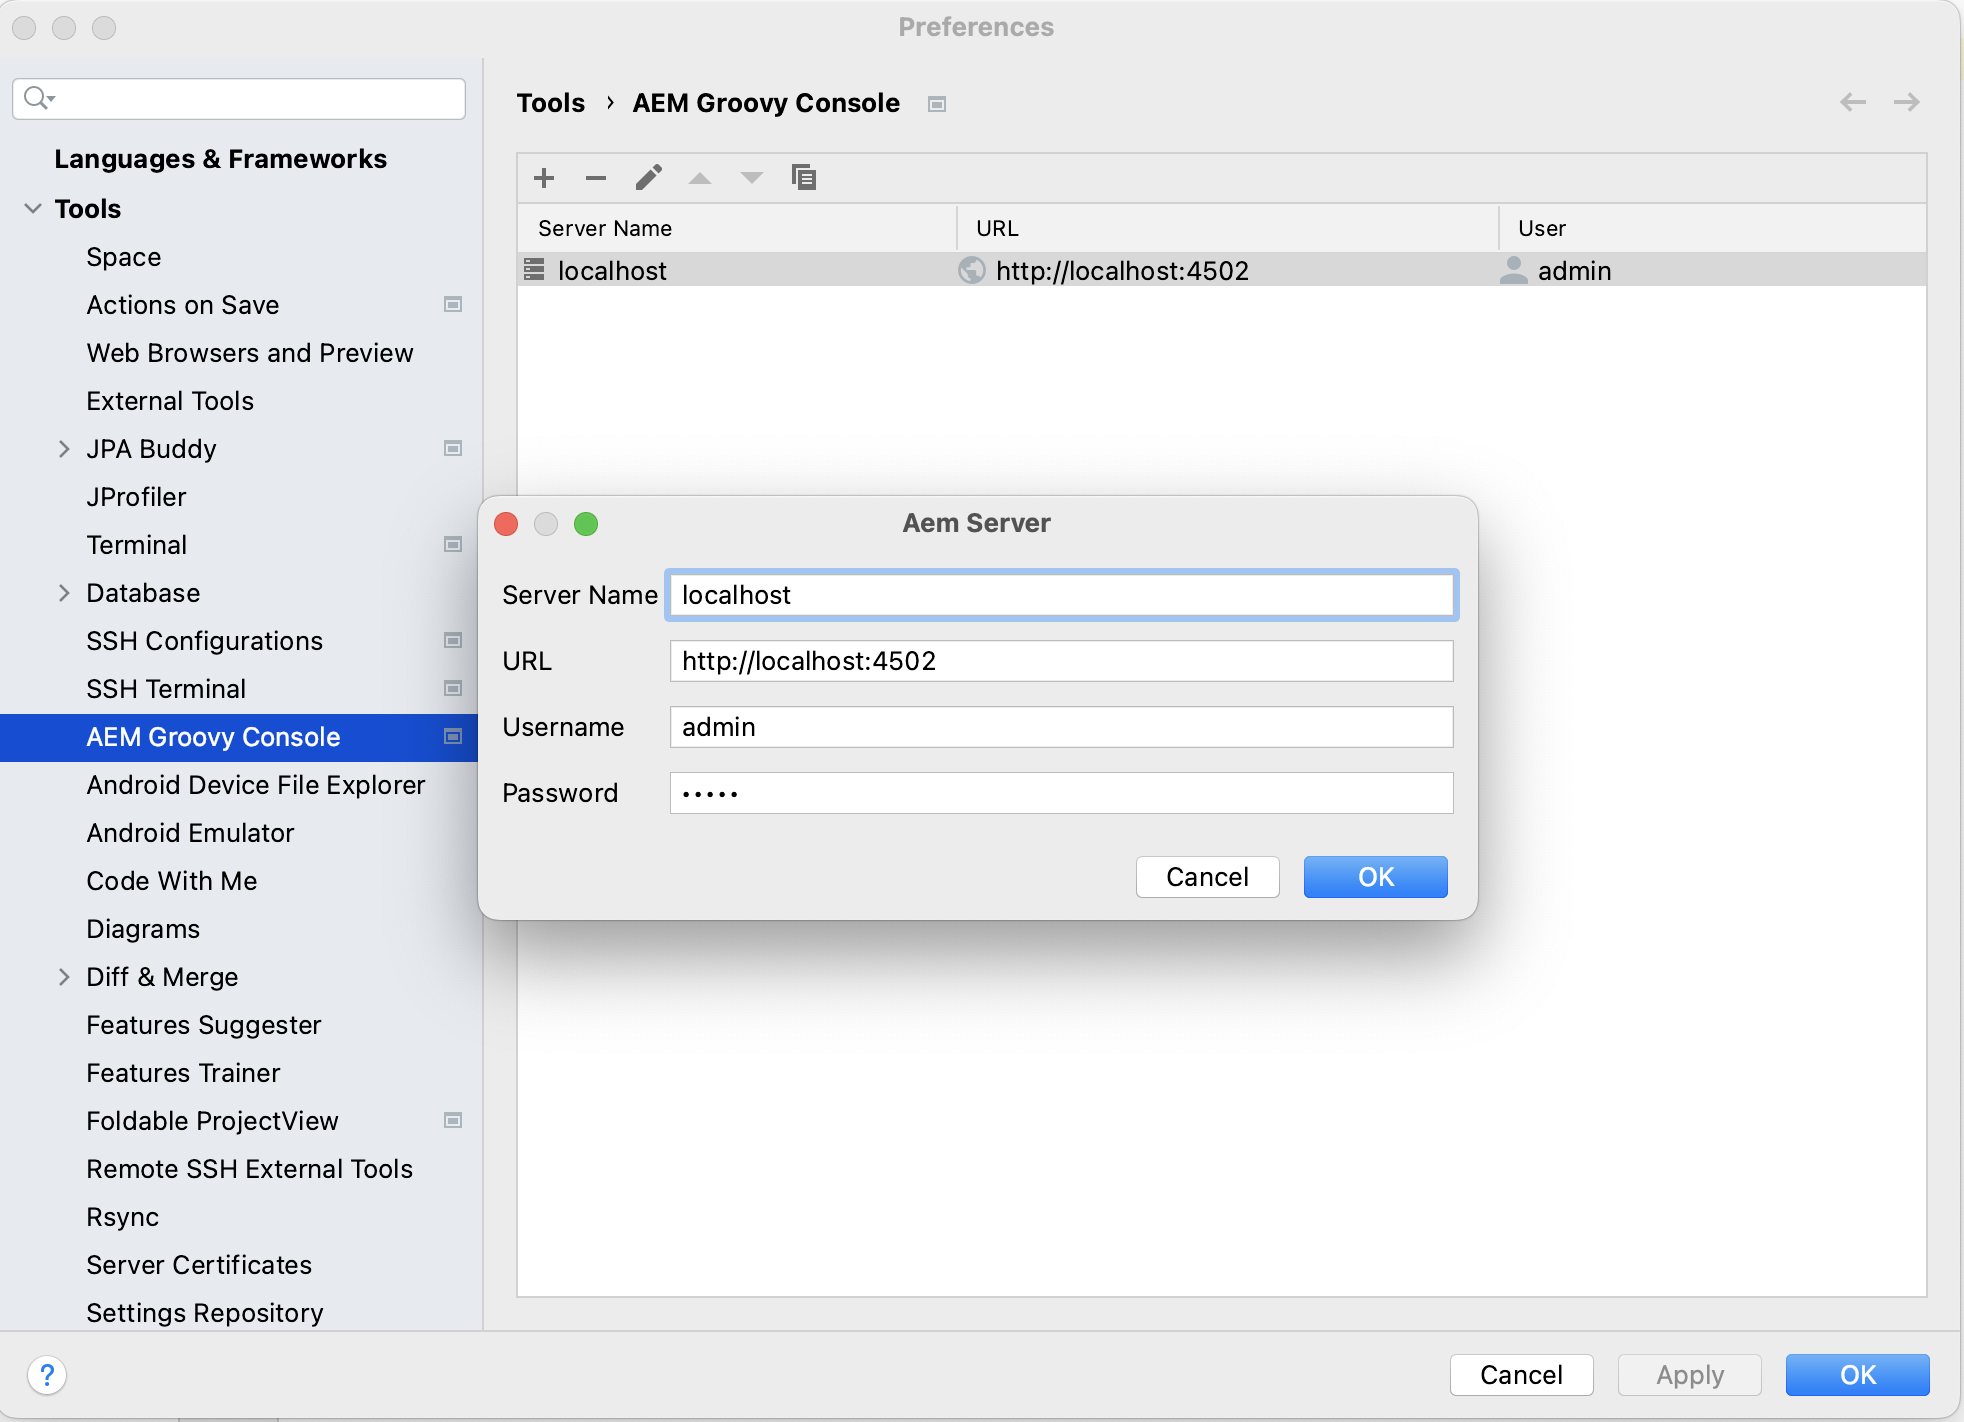 Preferences
Tools › AEM Groovy Console
Languages & Frameworks
Tools
Space
Actions on Save
Web Browsers and Preview
External Tools
JPA Buddy
JProfiler
Terminal
Database
SSH Configurations
SSH Terminal
AEM Groovy Console
Android Device File Explorer
Android Emulator
Code With Me
Diagrams
Diff & Merge
Features Suggester
Features Trainer
Foldable ProjectView
Remote SSH External Tools
Rsync
Server Certificates
Settings Repository
Server Name URL User
localhost http://localhost:4502 admin
Aem Server
Server Name localhost
URL http://localhost:4502
Username admin
Password •••••
Cancel OK
? Cancel Apply OK